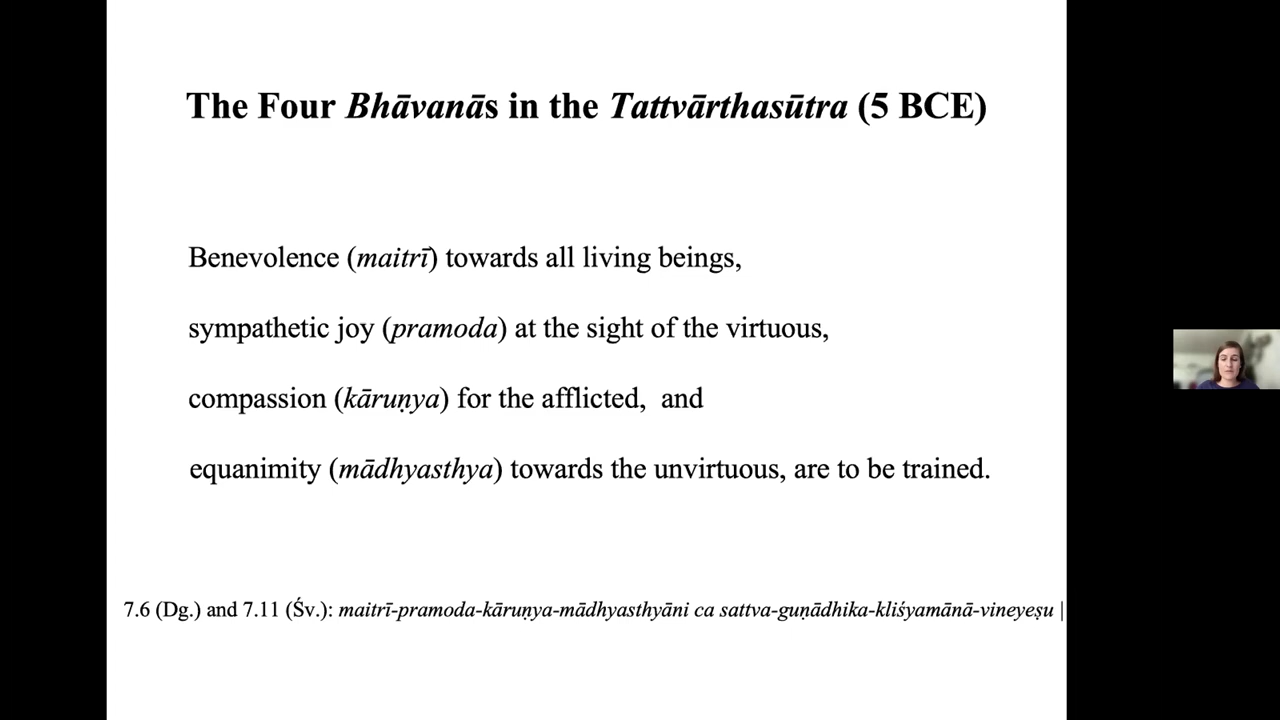 The Four Bhāvanās in the Tattvārthasūtra (5 BCE)
Benevolence (maitrī) towards all living beings,
sympathetic joy (pramoda) at the sight of the virtuous,
compassion (kāruṇya) for the afflicted, and
equanimity (mādhyasthya) towards the unvirtuous, are to be trained.
7.6 (Dg.) and 7.11 (Śv.): maitrī-pramoda-kāruṇya-mādhyasthyāni ca sattva-guṇādhika-kliśyamānā-vineyeṣu |